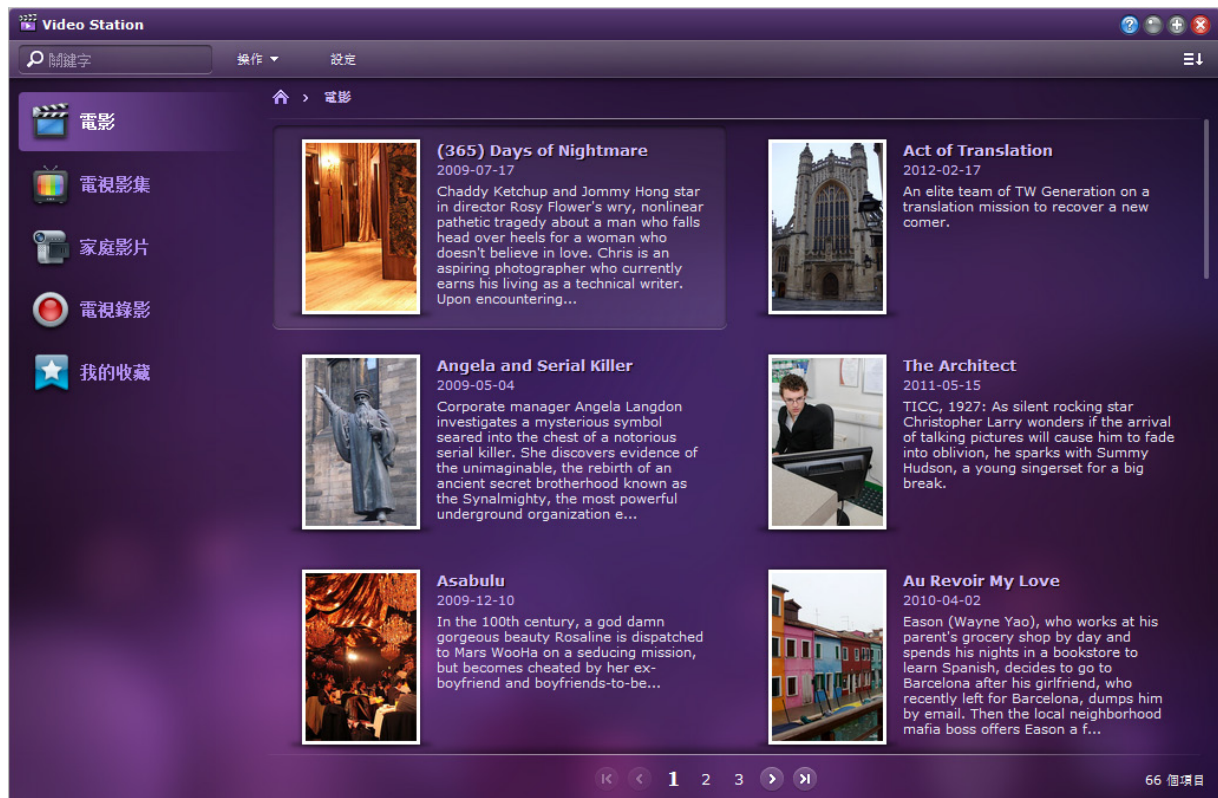 Video Station
關鍵字
操作
設定
電影
電視影集
家庭影片
電視錄影
我的收藏
電影
(365) Days of Nightmare
2009-07-17
Chaddy Ketchup and Jommy Hong star
in director Rosy Flower's wry, nonlinear
pathetic tragedy about a man who falls
head over heels for a woman who
doesn't believe in love. Chris is an
aspiring photographer who currently
earns his living as a technical writer.
Upon encountering...
Act of Translation
2012-02-17
An elite team of TW Generation on a
translation mission to recover a new
comer.
Angela and Serial Killer
2009-05-04
Corporate manager Angela Langdon
investigates a mysterious symbol
seared into the chest of a notorious
serial killer. She discovers evidence of
the unimaginable, the rebirth of an
ancient secret brotherhood known as
the Synalmighty, the most powerful
underground organization e...
The Architect
2011-05-15
TICC, 1927: As silent rocking star
Christopher Larry wonders if the arrival
of talking pictures will cause him to fade
into oblivion, he sparks with Summy
Hudson, a young singerset for a big
break.
Asabulu
2009-12-10
In the 100th century, a god damn
gorgeous beauty Rosaline is dispatched
to Mars WooHa on a seducing mission,
but becomes cheated by her ex-
boyfriend and boyfriends-to-be...
Au Revoir My Love
2010-04-02
Eason (Wayne Yao), who works at his
parent's grocery shop by day and
spends his nights in a bookstore to
learn Spanish, decides to go to
Barcelona after his girlfriend, who
recently left for Barcelona, dumps him
by email. Then the local neighborhood
mafia boss offers Eason a f...
1 2 3
66 個項目